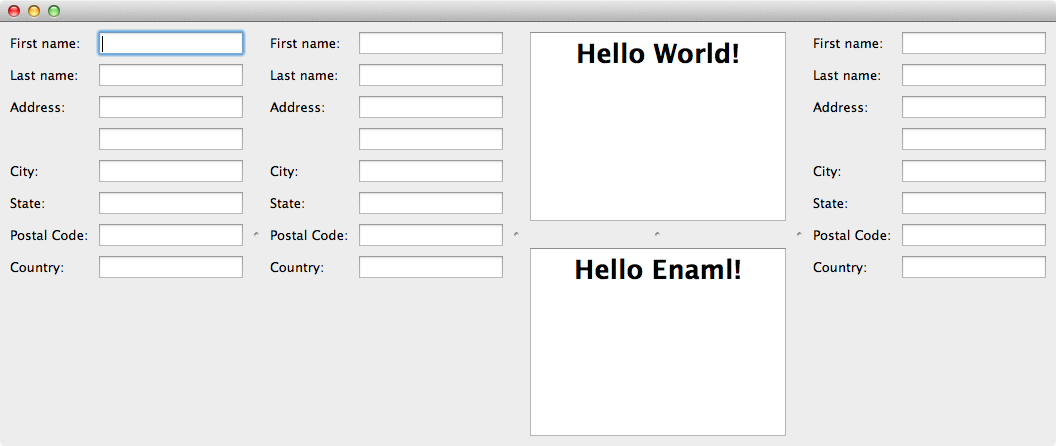 First name:
Last name:
Address:
City:
State:
Postal Code:
Country:
First name:
Last name:
Address:
City:
State:
Postal Code:
Country:
Hello World!
Hello Enaml!
First name:
Last name:
Address:
City:
State:
Postal Code:
Country: